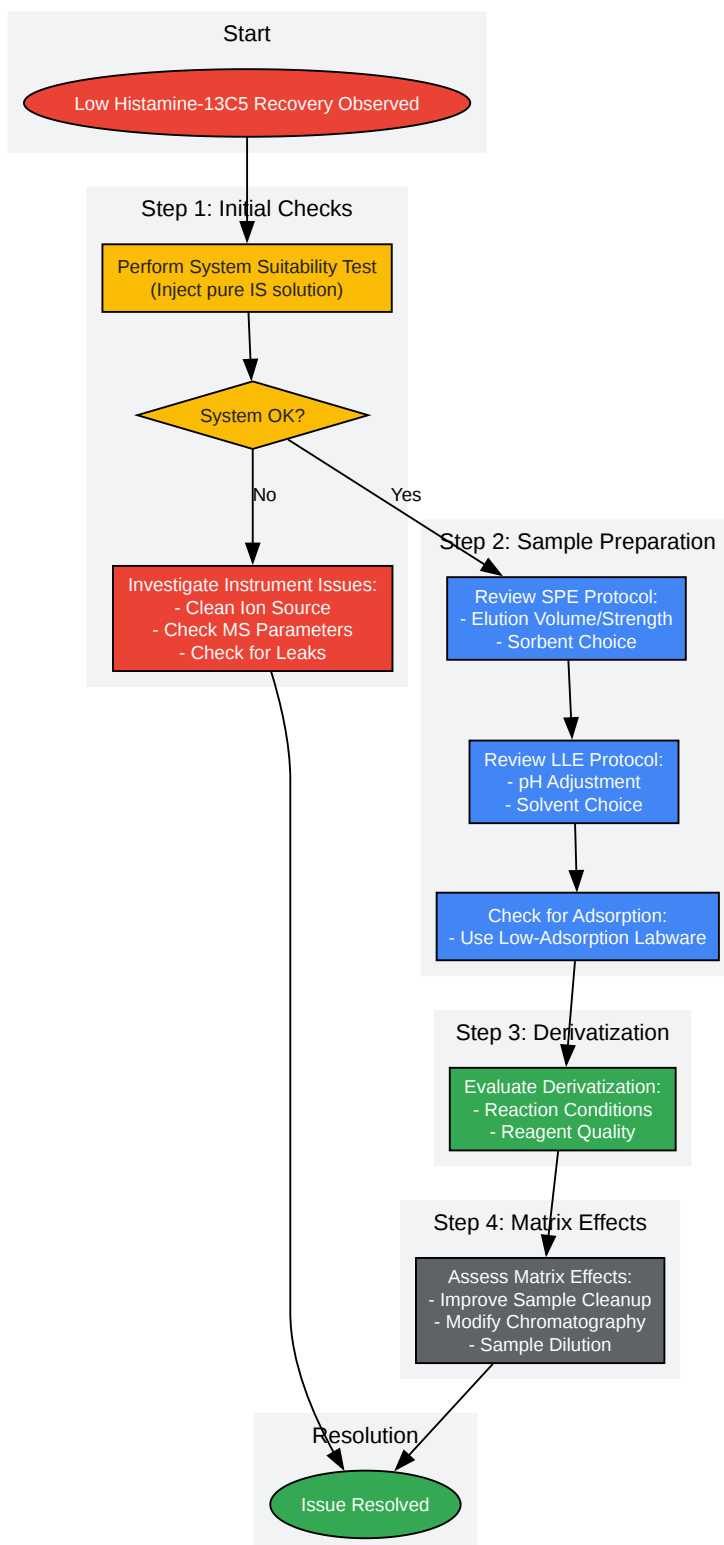 Start
Low Histamine-13C5 Recovery Observed
Step 1: Initial Checks
Perform System Suitability Test
(Inject pure IS solution)
System OK?
No
Yes
Investigate Instrument Issues:
- Clean Ion Source
- Check MS Parameters
- Check for Leaks
Step 2: Sample Preparation
Review SPE Protocol:
- Elution Volume/Strength
- Sorbent Choice
Review LLE Protocol:
- pH Adjustment
- Solvent Choice
Check for Adsorption:
- Use Low-Adsorption Labware
Step 3: Derivatization
Evaluate Derivatization:
- Reaction Conditions
- Reagent Quality
Step 4: Matrix Effects
Assess Matrix Effects:
- Improve Sample Cleanup
- Modify Chromatography
- Sample Dilution
Resolution
Issue Resolved